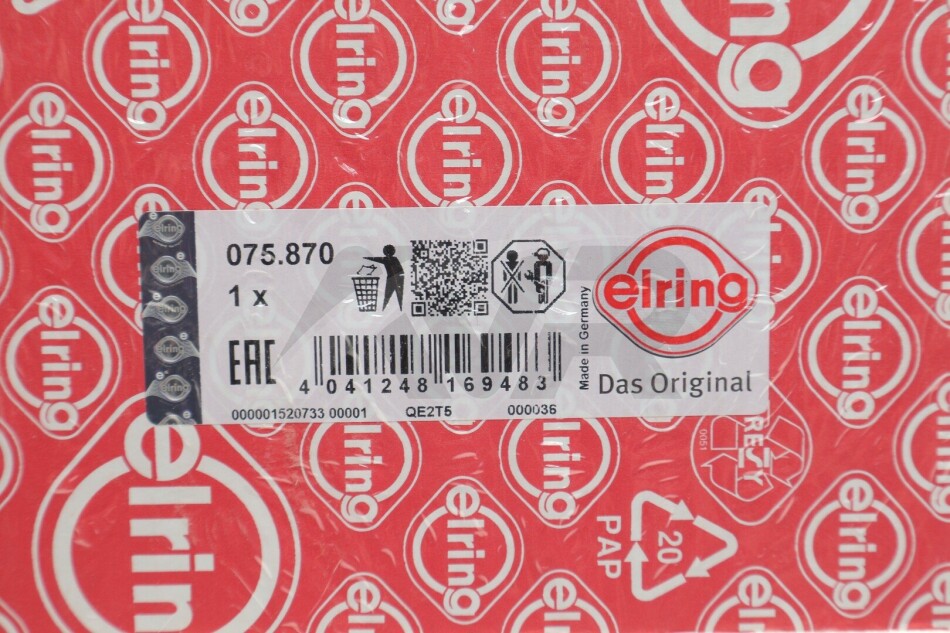 075.870
1 x
EAC
4 041248 169483
000001520733 00001 QE2T5 000036
Made in Germany
elring
Das Original
RESY
0051
20
PAP